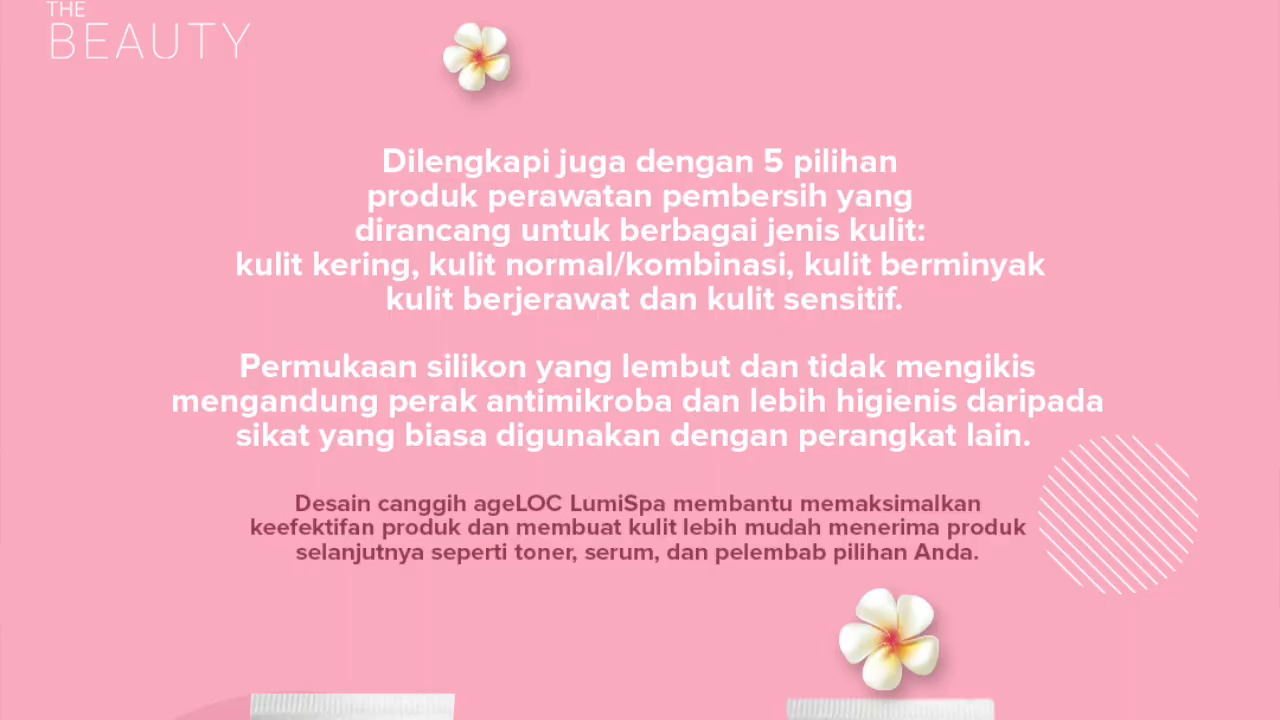 THE
BEAUTY
Dilengkapi juga dengan 5 pilihan
produk perawatan pembersih yang
dirancang untuk berbagai jenis kulit:
kulit kering, kulit normal/kombinasi, kulit berminyak
kulit berjerawat dan kulit sensitif.
Permukaan silikon yang lembut dan tidak mengikis
mengandung perak antimikroba dan lebih higienis daripada
sikat yang biasa digunakan dengan perangkat lain.
Desain canggih ageLOC LumiSpa membantu memaksimalkan
keefektifan produk dan membuat kulit lebih mudah menerima produk
selanjutnya seperti toner, serum, dan pelembab pilihan Anda.